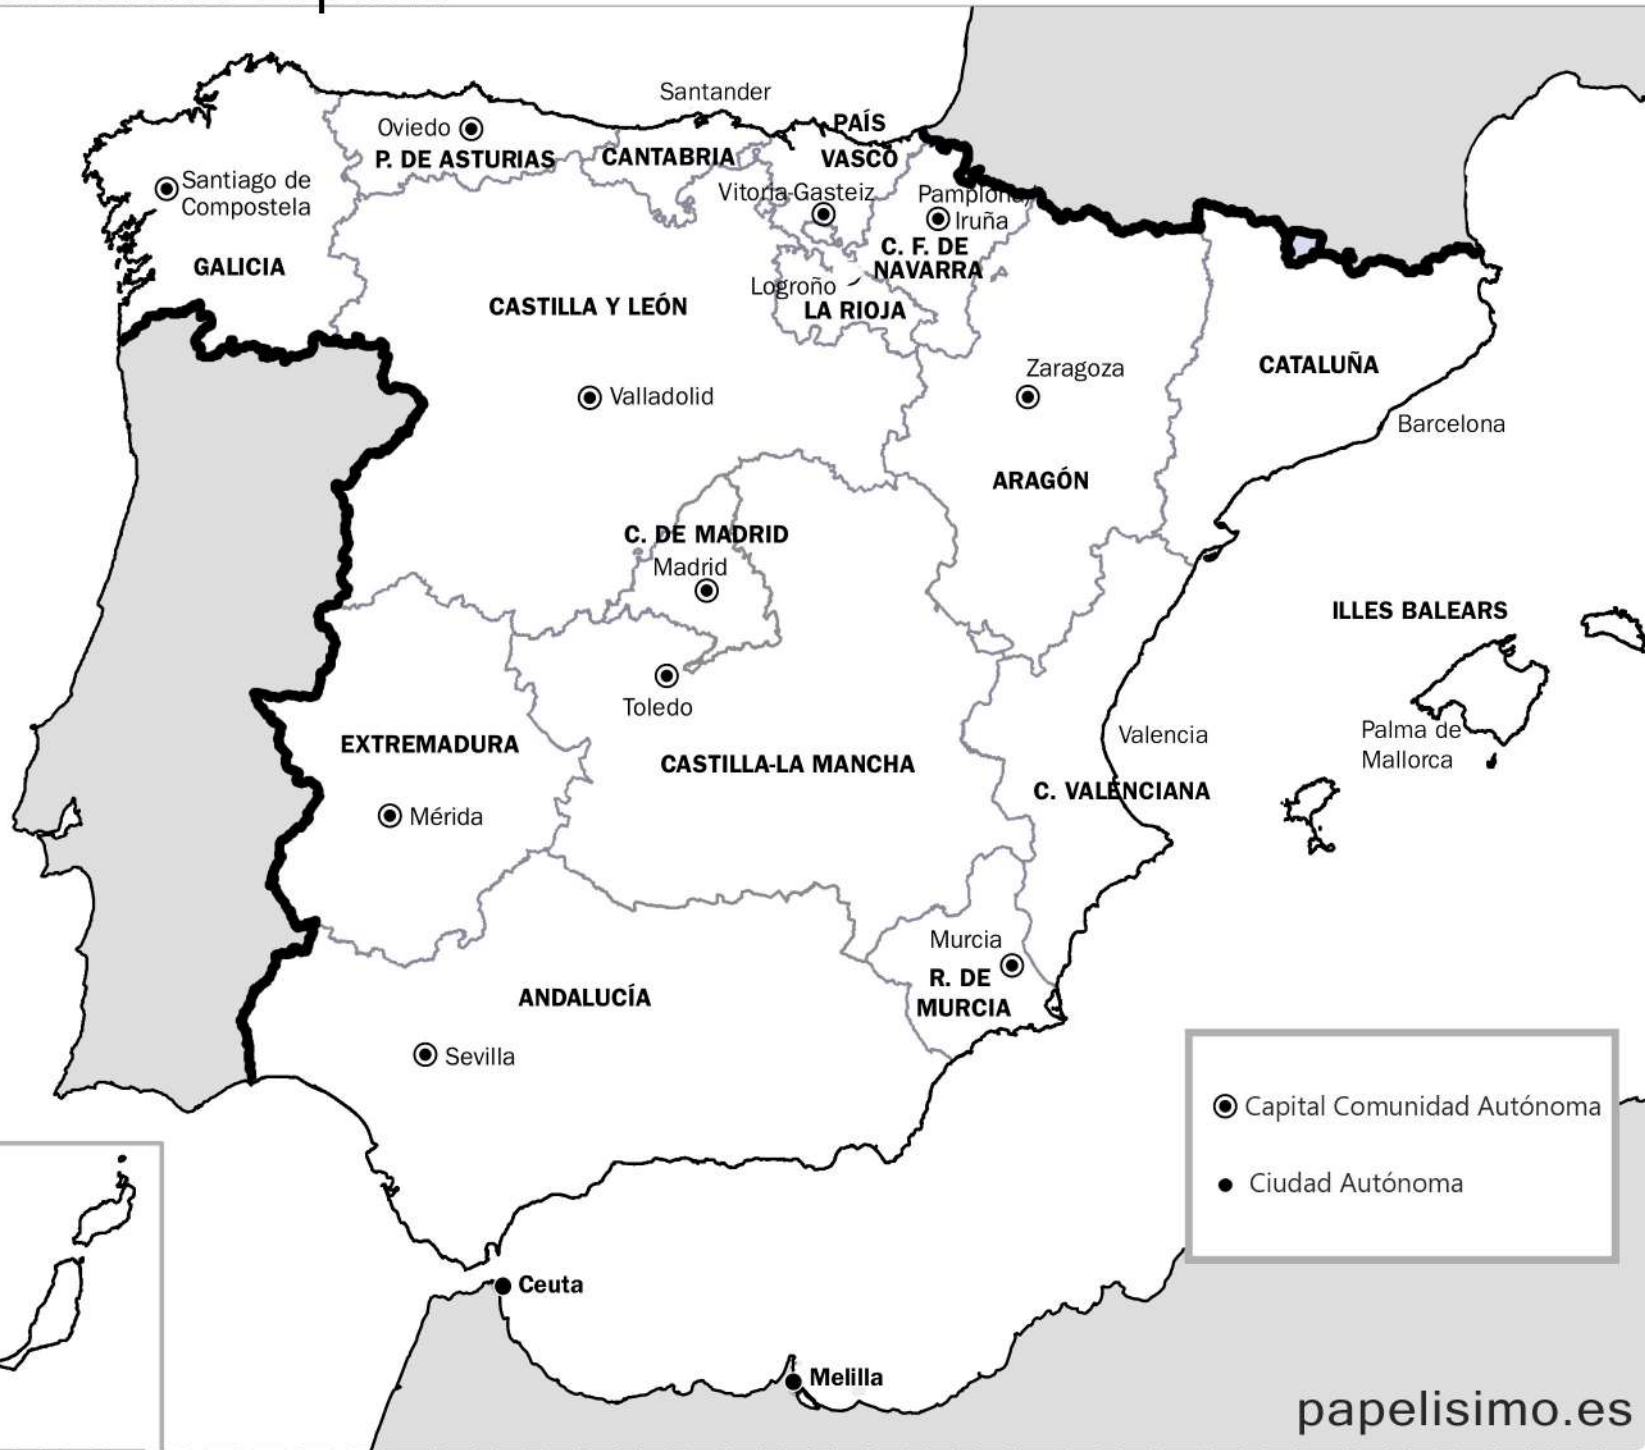 Santander
PAÍS
VASCO
Oviedo
P. DE ASTURIAS
CANTABRIA
Santiago de
Compostela
Vitoria-Gasteiz
Pamplona/
Iruña
GALICIA
C. F. DE
NAVARRA
Logroño
LA RIOJA
CASTILLA Y LEÓN
Zaragoza
CATALUÑA
Valladolid
Barcelona
ARAGÓN
C. DE MADRID
Madrid
ILLES BALEARS
Toledo
EXTREMADURA
CASTILLA-LA MANCHA
Valencia
Palma de
Mallorca
C. VALENCIANA
Mérida
Murcia
R. DE
MURCIA
ANDALUCÍA
Sevilla
Capital Comunidad Autónoma
Ciudad Autónoma
Ceuta
Melilla
papelisimo.es